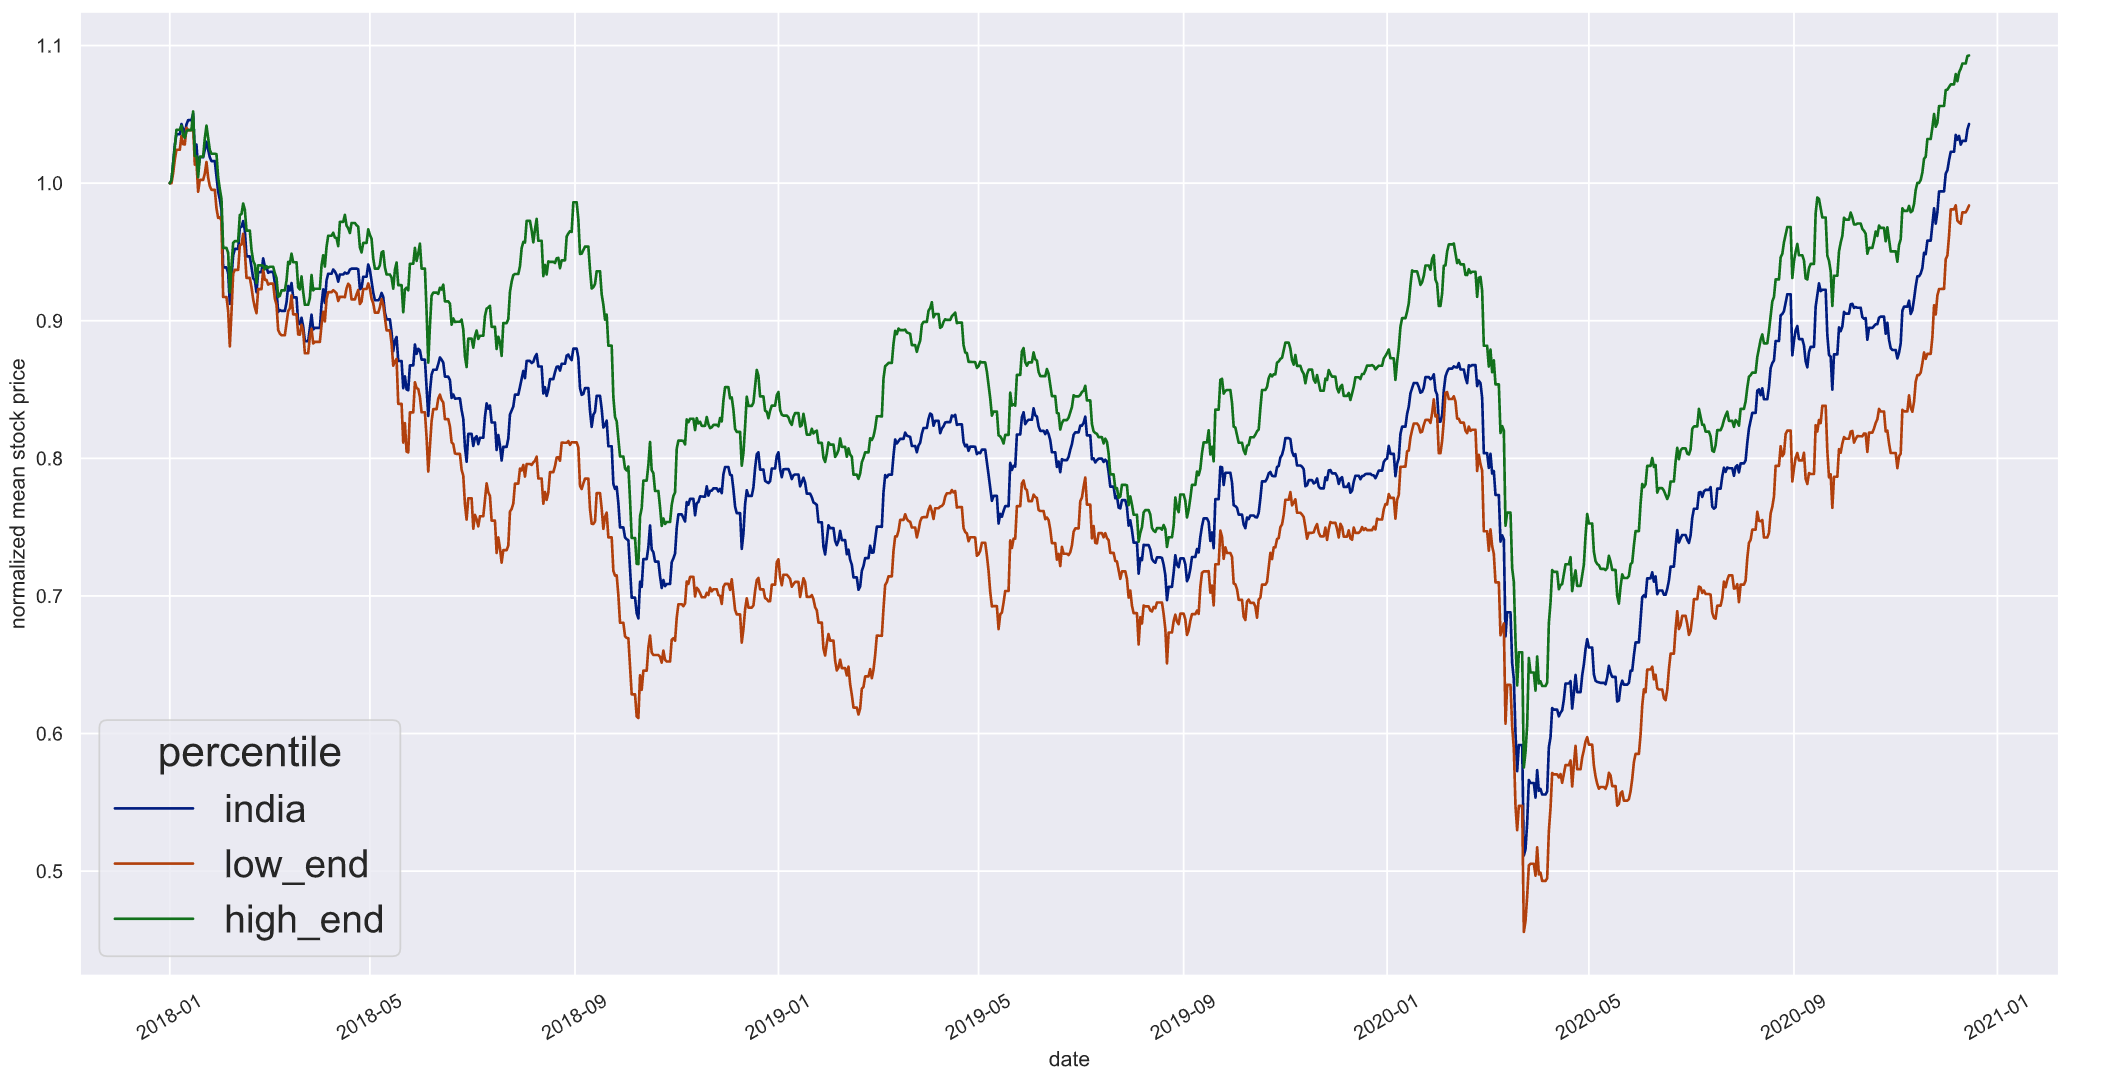 1.1
1.0
0.9
0.8
0.7
0.6
0.5
normalized mean stock price
percentile
india
low_end
high_end
2018-01
2018-05
2018-09
2019-01
2019-05
2019-09
2020-01
2020-05
2020-09
2021-01
date